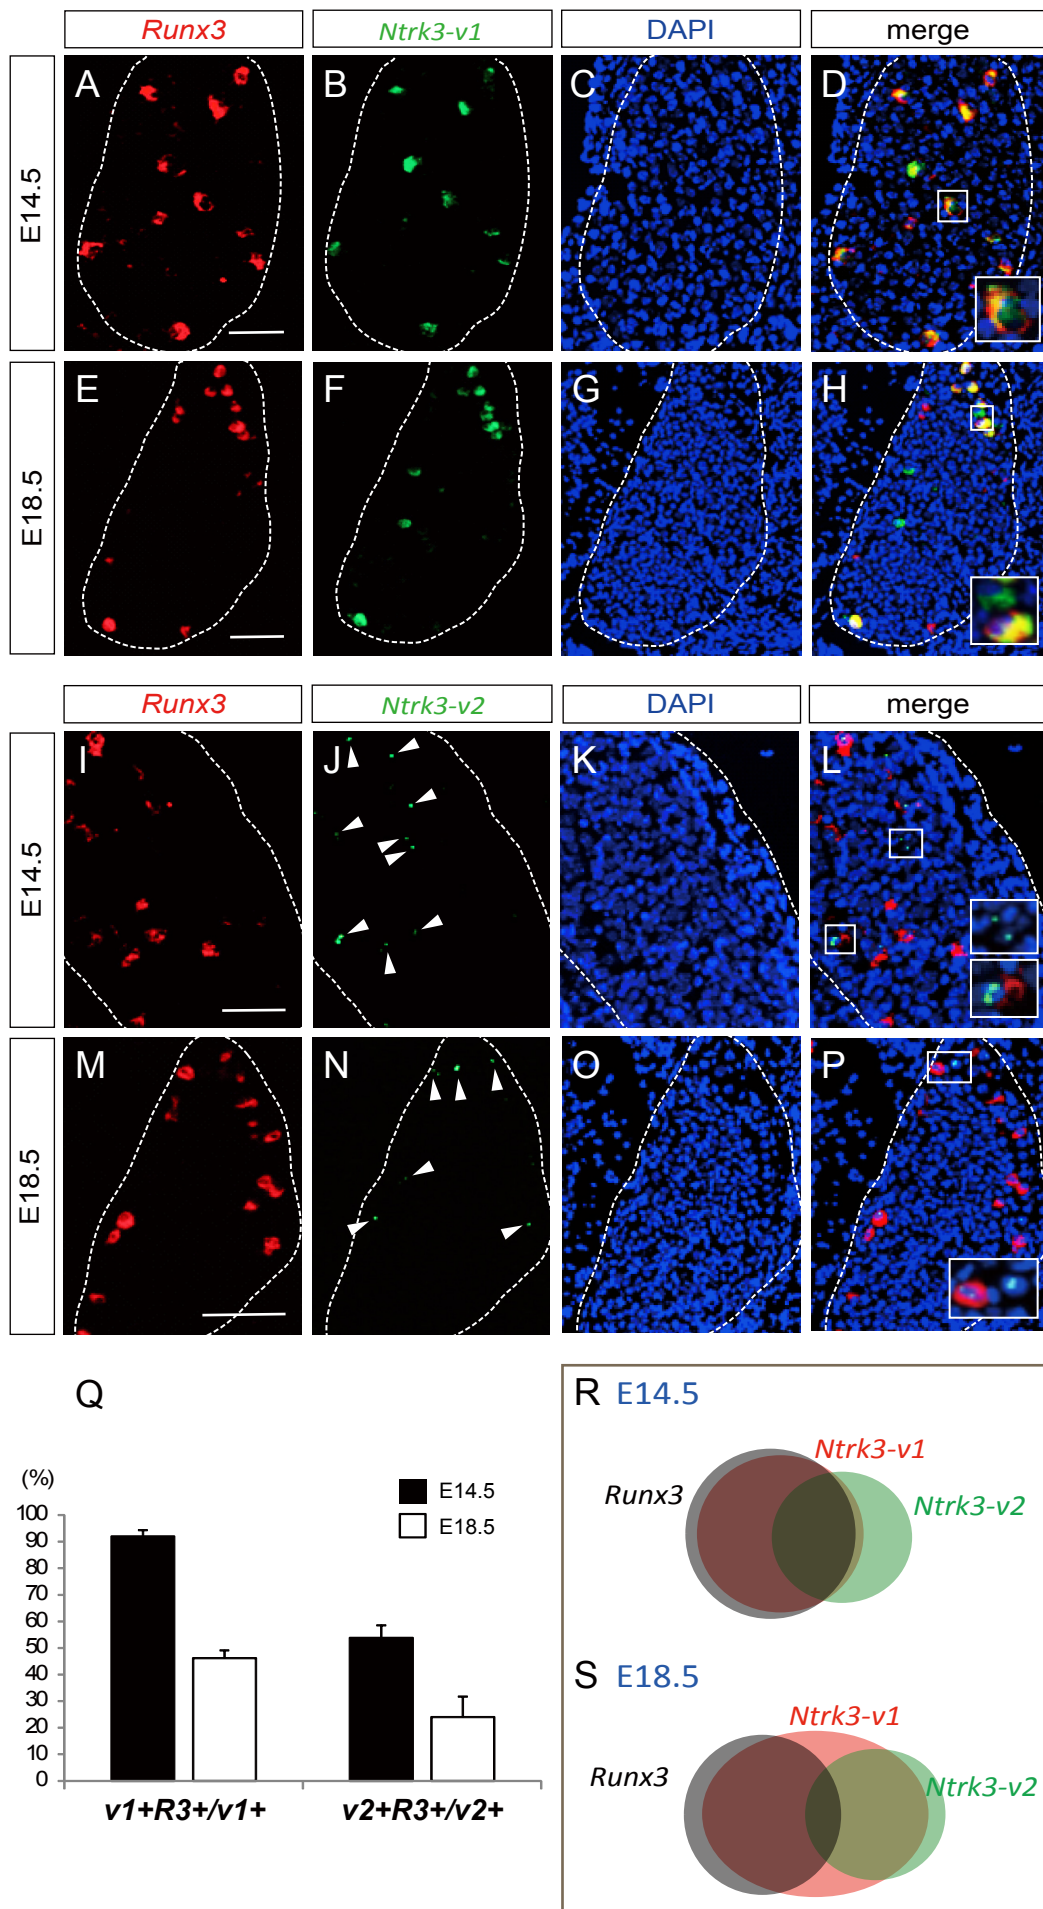 Runx3 Ntrk3-v1 DAPI merge
E14.5
A B C D
E18.5
E F G H
Runx3 Ntrk3-v2 DAPI merge
E14.5
I J K L
E18.5
M N O P
Q
(%)
E14.5
E18.5
100
90
80
70
60
50
40
30
20
10
0
v1+R3+/v1+ v2+R3+/v2+
R E14.5
Ntrk3-v1
Runx3
Ntrk3-v2
S E18.5
Ntrk3-v1
Runx3
Ntrk3-v2